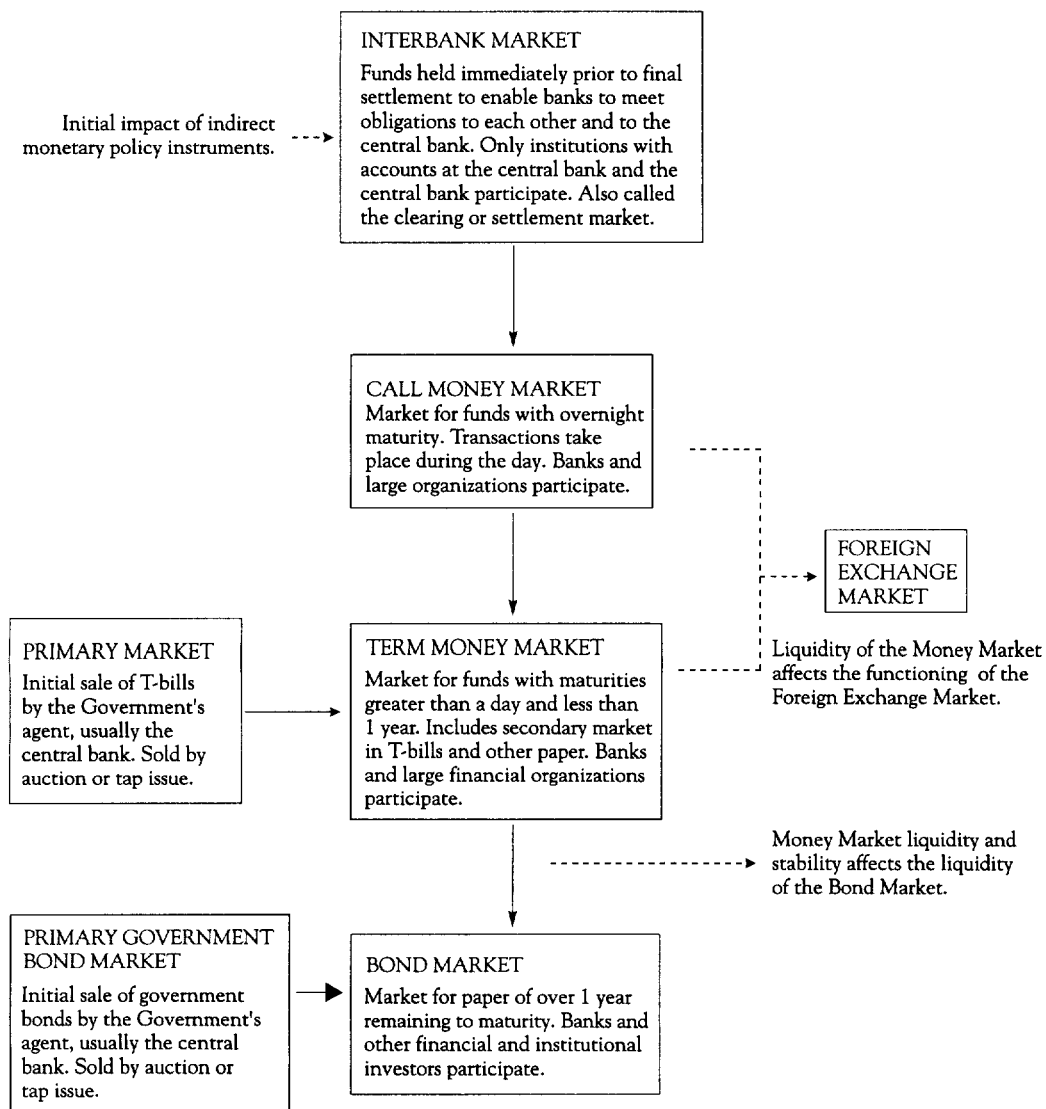 INTERBANK MARKET
Funds held immediately prior to final
settlement to enable banks to meet
obligations to each other and to the
central bank. Only institutions with
accounts at the central bank and the
central bank participate. Also called
the clearing or settlement market.
Initial impact of indirect
monetary policy instruments.
CALL MONEY MARKET
Market for funds with overnight
maturity. Transactions take
place during the day. Banks and
large organizations participate.
FOREIGN
EXCHANGE
MARKET
Liquidity of the Money Market
affects the functioning of the
Foreign Exchange Market.
PRIMARY MARKET
Initial sale of T-bills
by the Government's
agent, usually the
central bank. Sold by
auction or tap issue.
TERM MONEY MARKET
Market for funds with maturities
greater than a day and less than
1 year. Includes secondary market
in T-bills and other paper. Banks
and large financial organizations
participate.
Money Market liquidity and
stability affects the liquidity
of the Bond Market.
PRIMARY GOVERNMENT
BOND MARKET
Initial sale of government
bonds by the Government's
agent, usually the central
bank. Sold by auction or
tap issue.
BOND MARKET
Market for paper of over 1 year
remaining to maturity. Banks and
other financial and institutional
investors participate.